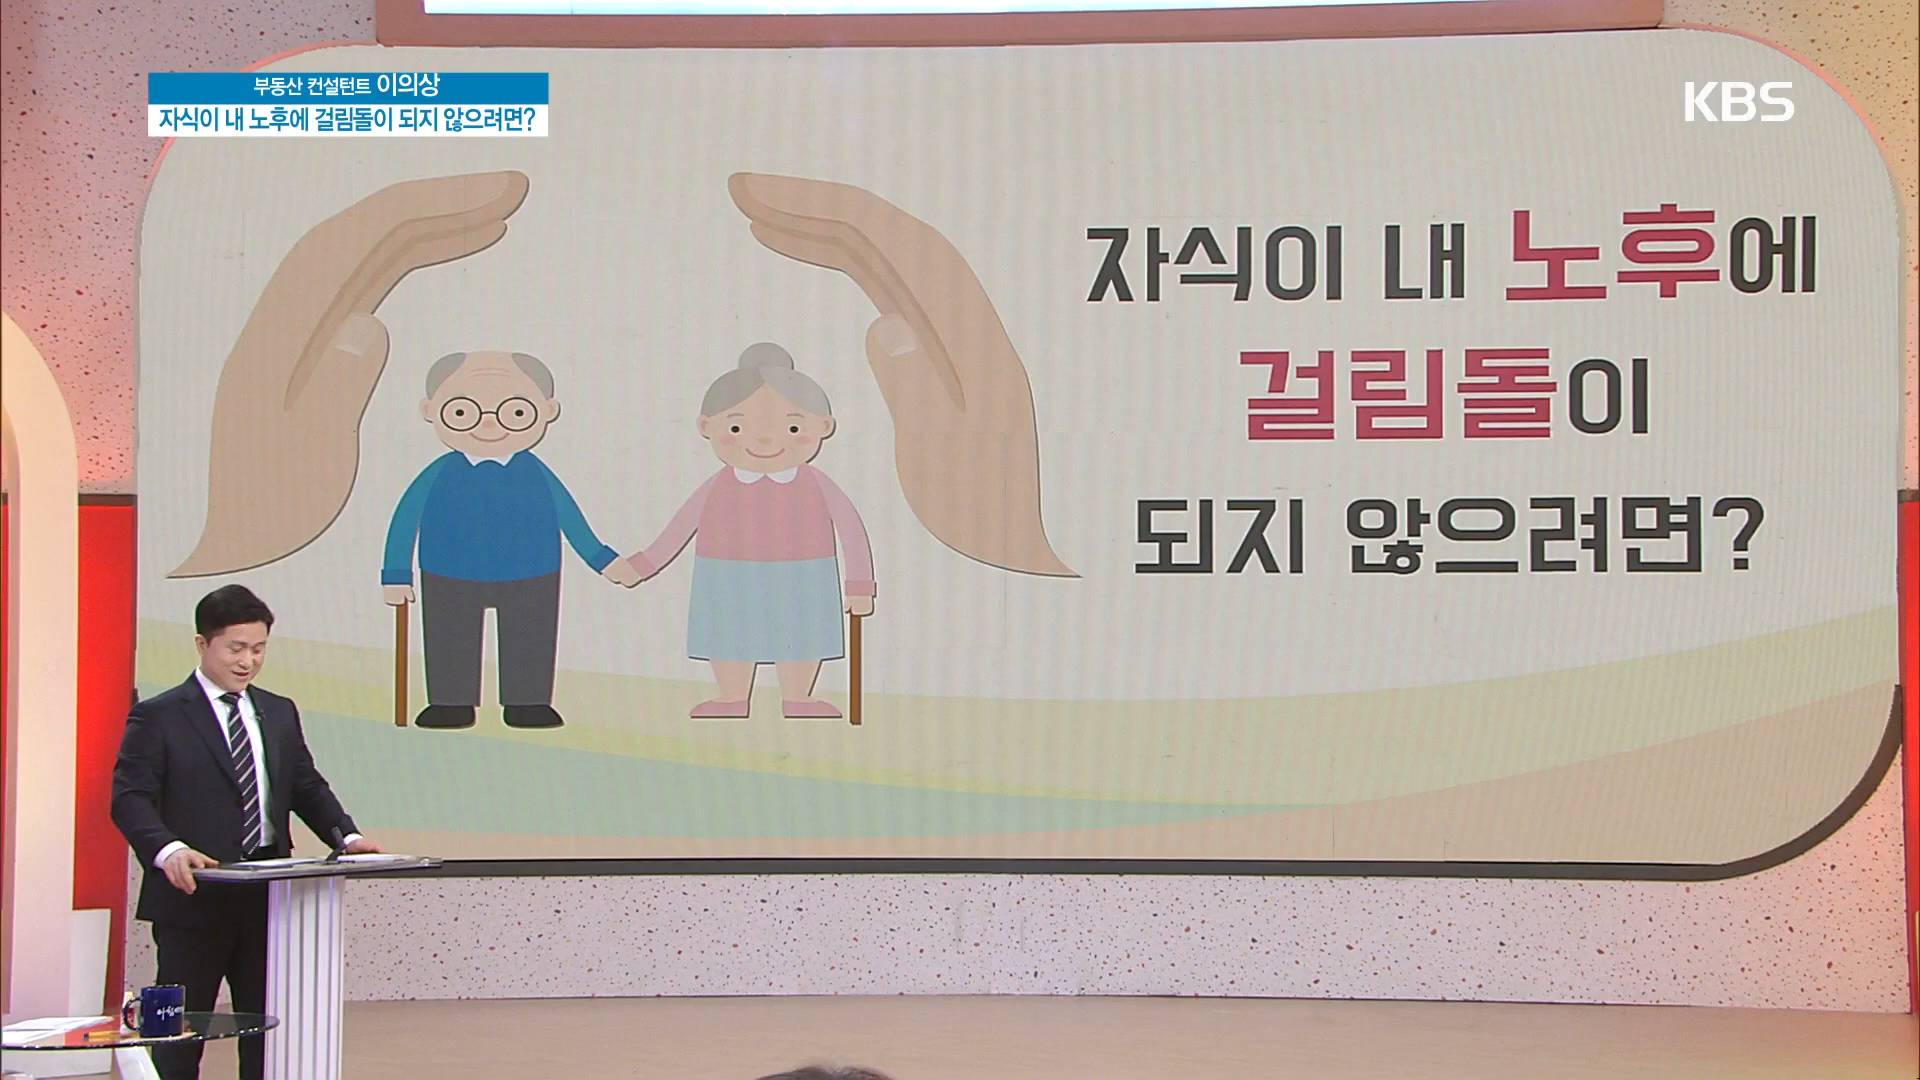 부동산 컨설턴트 이의상
자식이 내 노후에 걸림돌이 되지 않으려면?
KBS
자식이 내 노후에
걸림돌이
되지 않으려면?